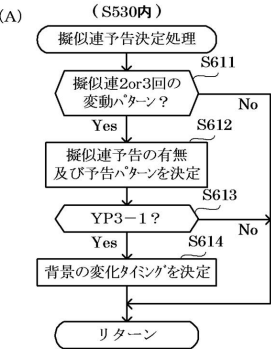 (A)
(S530内)
擬似連予告決定処理
S611
擬似連2or3回の
変動ﾊﾟﾀｰﾝ？
No
Yes
S612
擬似連予告の有無
及び予告ﾊﾟﾀｰﾝを決定
S613
YP3－1？
No
Yes
S614
背景の変化ﾀｲﾐﾝｸﾞを決定
リターン